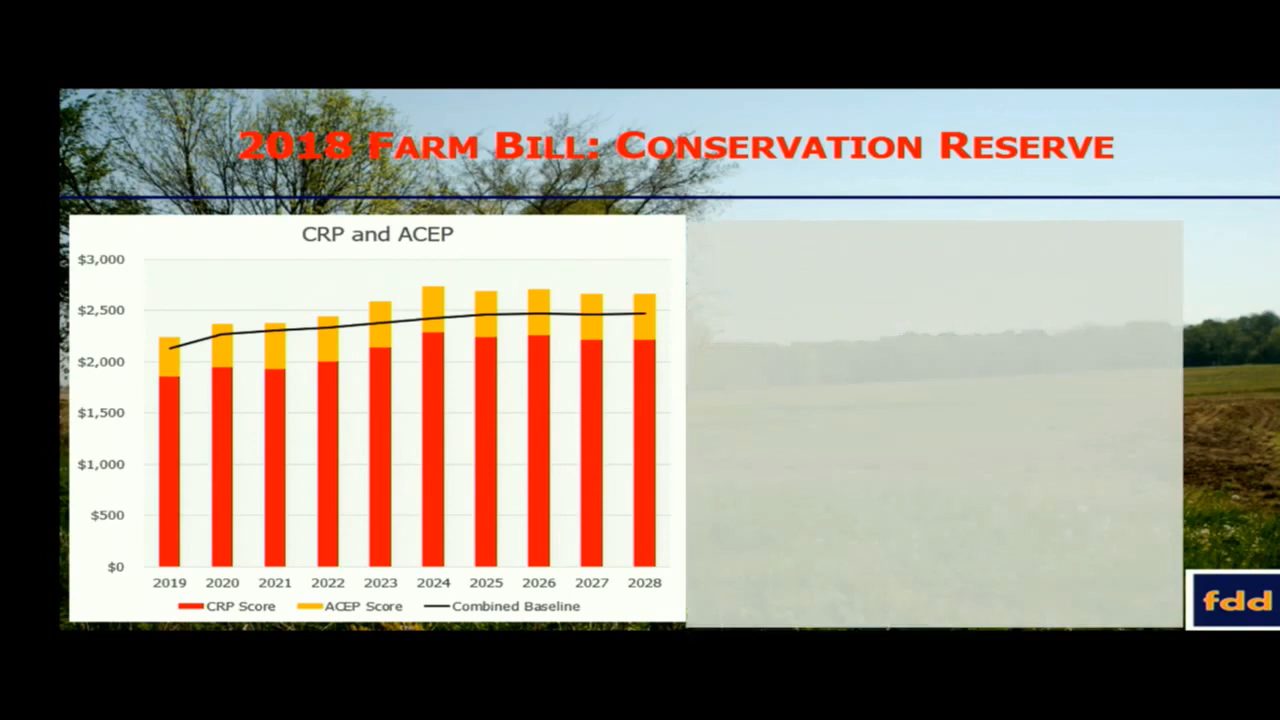 2018 FARM BILL: CONSERVATION RESERVE
CRP and ACEP
$3,000
$2,500
$2,000
$1,500
$1,000
$500
$0
2019 2020 2021 2022 2023 2024 2025 2026 2027 2028
CRP Score ACEP Score Combined Baseline
fdd